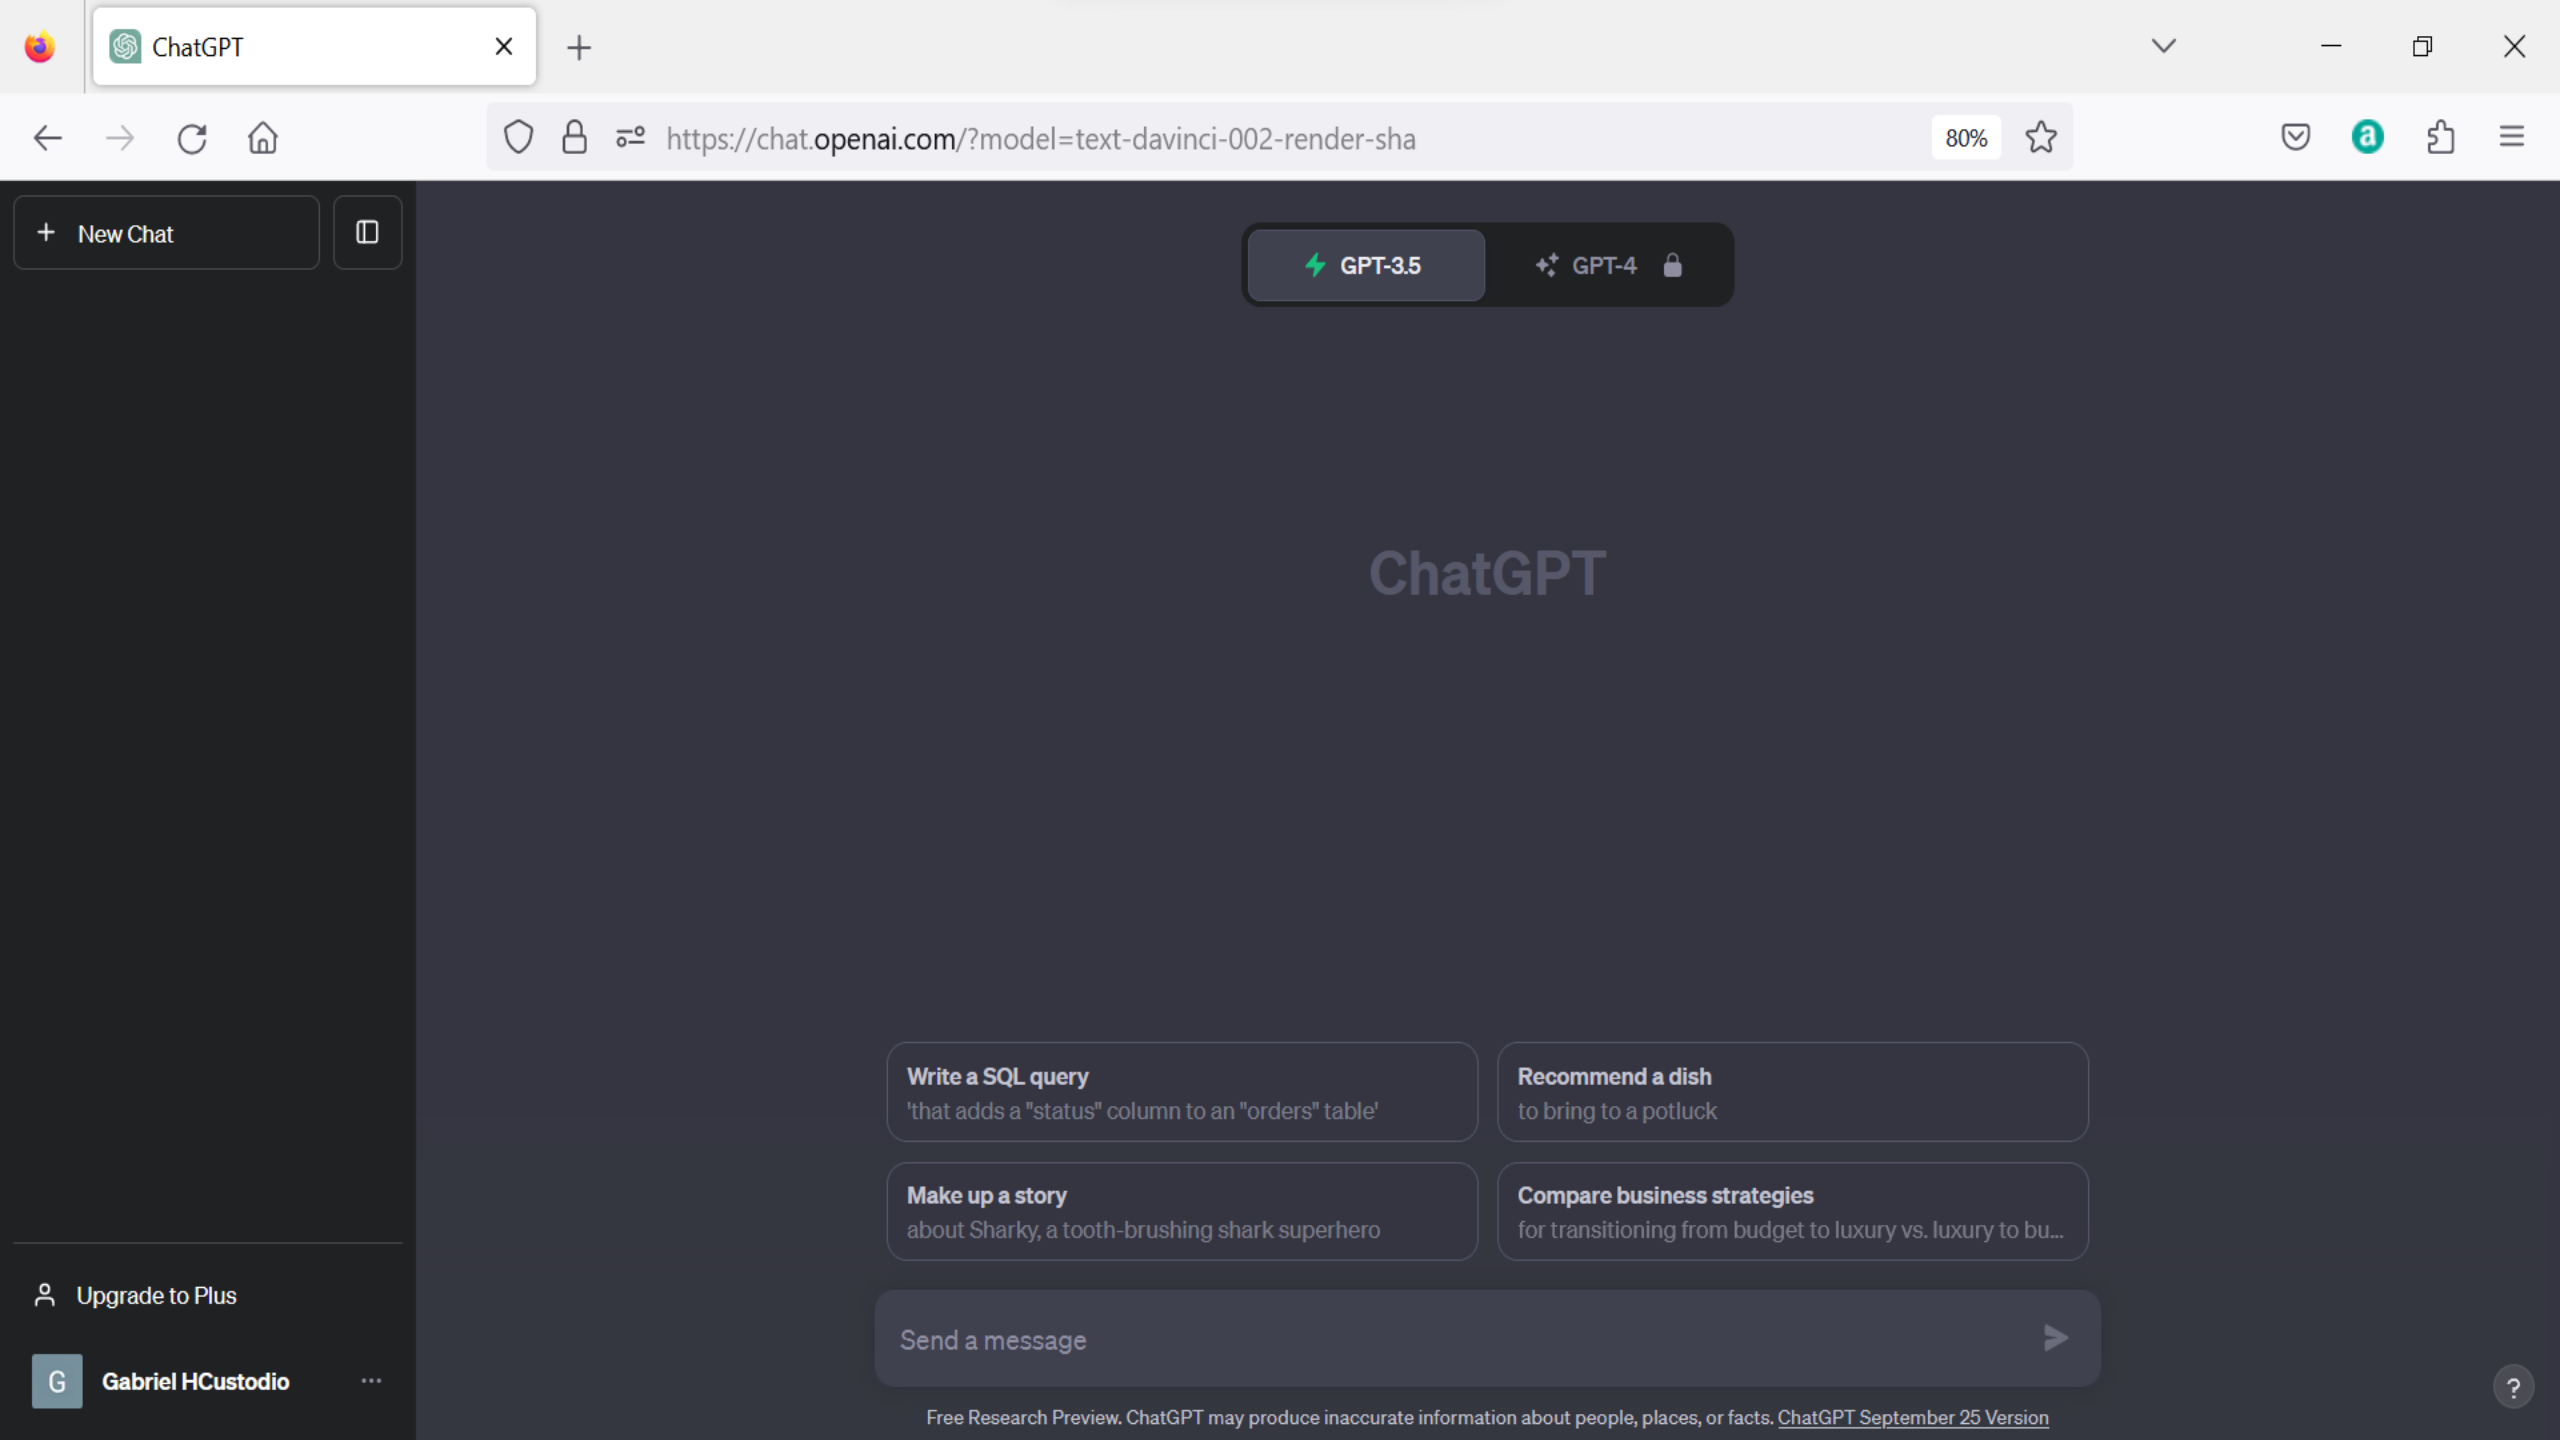 ChatGPT
https://chat.openai.com/?model=text-davinci-002-render-sha
80%
a
New Chat
GPT-3.5
GPT-4
ChatGPT
Write a SQL query
'that adds a "status" column to an "orders" table'
Recommend a dish
to bring to a potluck
Make up a story
about Sharky, a tooth-brushing shark superhero
Compare business strategies
for transitioning from budget to luxury vs. luxury to bu...
Upgrade to Plus
G
Gabriel HCustodio
Send a message
?
Free Research Preview. ChatGPT may produce inaccurate information about people, places, or facts. ChatGPT September 25 Version